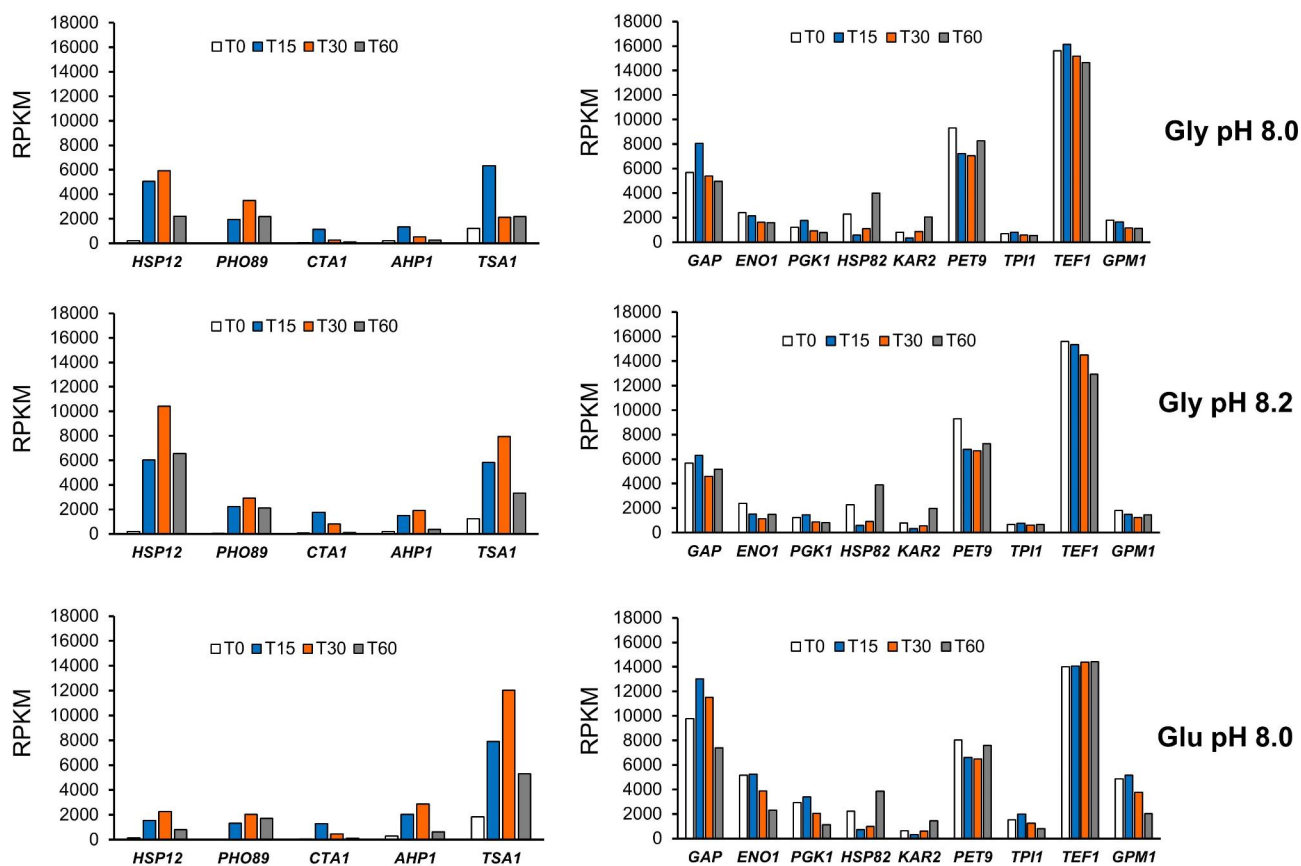 18000
16000
14000
12000
10000
8000
6000
4000
2000
0
RPKM
T0 T15 T30 T60
HSP12 PHO89 CTA1 AHP1 TSA1
18000
16000
14000
12000
10000
8000
6000
4000
2000
0
RPKM
T0 T15 T30 T60
GAP ENO1 PGK1 HSP82 KAR2 PET9 TPI1 TEF1 GPM1
Gly pH 8.0
18000
16000
14000
12000
10000
8000
6000
4000
2000
0
RPKM
T0 T15 T30 T60
HSP12 PHO89 CTA1 AHP1 TSA1
18000
16000
14000
12000
10000
8000
6000
4000
2000
0
RPKM
T0 T15 T30 T60
GAP ENO1 PGK1 HSP82 KAR2 PET9 TPI1 TEF1 GPM1
Gly pH 8.2
18000
16000
14000
12000
10000
8000
6000
4000
2000
0
RPKM
T0 T15 T30 T60
HSP12 PHO89 CTA1 AHP1 TSA1
18000
16000
14000
12000
10000
8000
6000
4000
2000
0
RPKM
T0 T15 T30 T60
GAP ENO1 PGK1 HSP82 KAR2 PET9 TPI1 TEF1 GPM1
Glu pH 8.0